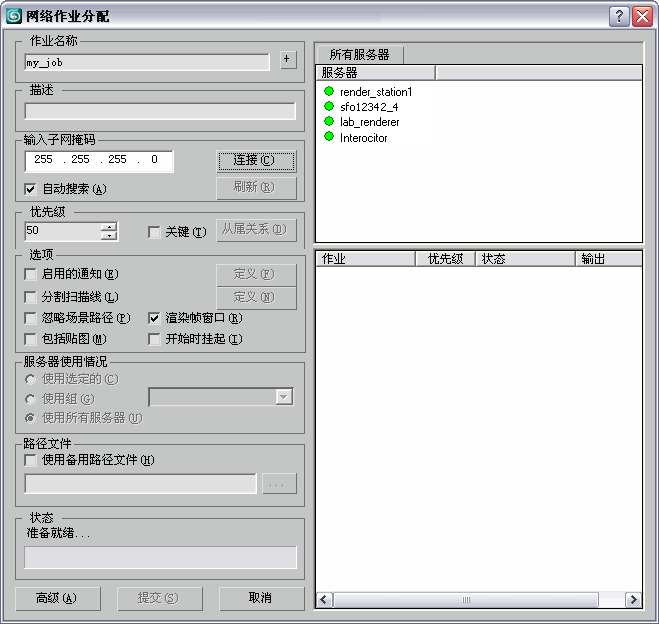 网络作业分配
作业名称
my_job
+
描述
输入子网掩码
255 . 255 . 255 . 0
连接(C)
自动搜索(A)
刷新(R)
优先级
50
关键(T)
从属关系(D)
选项
启用的通知(E)
定义(F)
分割扫描线(L)
定义(N)
忽略场景路径(P)
渲染帧窗口(R)
包括贴图(M)
开始时挂起(I)
服务器使用情况
使用选定的(C)
使用组(G)
使用所有服务器(U)
路径文件
使用备用路径文件(H)
...
状态
准备就绪...
高级(A)
提交(S)
取消
所有服务器
服务器
render_station1
sfo12342_4
lab_renderer
Interocitor
作业 优先级 状态 输出